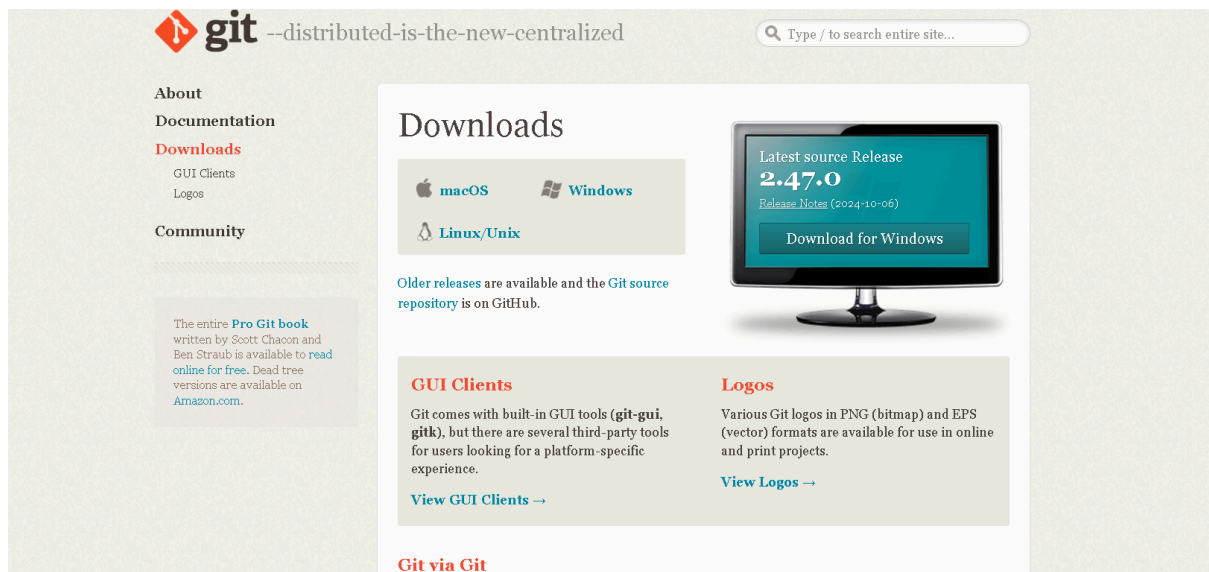 git --distributed-is-the-new-centralized
Type / to search entire site...
About
Documentation
Downloads
GUI Clients
Logos
Community
The entire Pro Git book
written by Scott Chacon and
Ben Straub is available to read
online for free. Dead tree
versions are available on
Amazon.com.
Downloads
macOS
Windows
Linux/Unix
Older releases are available and the Git source
repository is on GitHub.
Latest source Release
2.47.0
Release Notes (2024-10-06)
Download for Windows
GUI Clients
Git comes with built-in GUI tools (git-gui,
gitk), but there are several third-party tools
for users looking for a platform-specific
experience.
View GUI Clients →
Logos
Various Git logos in PNG (bitmap) and EPS
(vector) formats are available for use in online
and print projects.
View Logos →
Git via Git